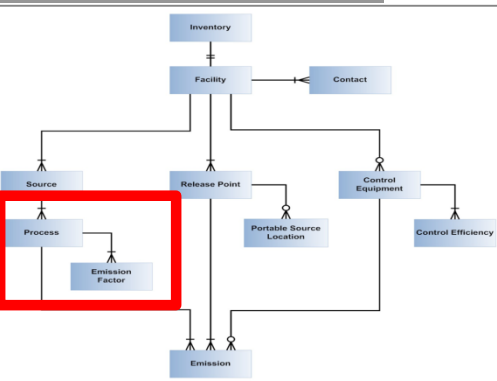 Inventory
Facility
Contact
Source
Release Point
Control
Equipment
Process
Portable Source
Location
Control Efficiency
Emission
Factor
Emission